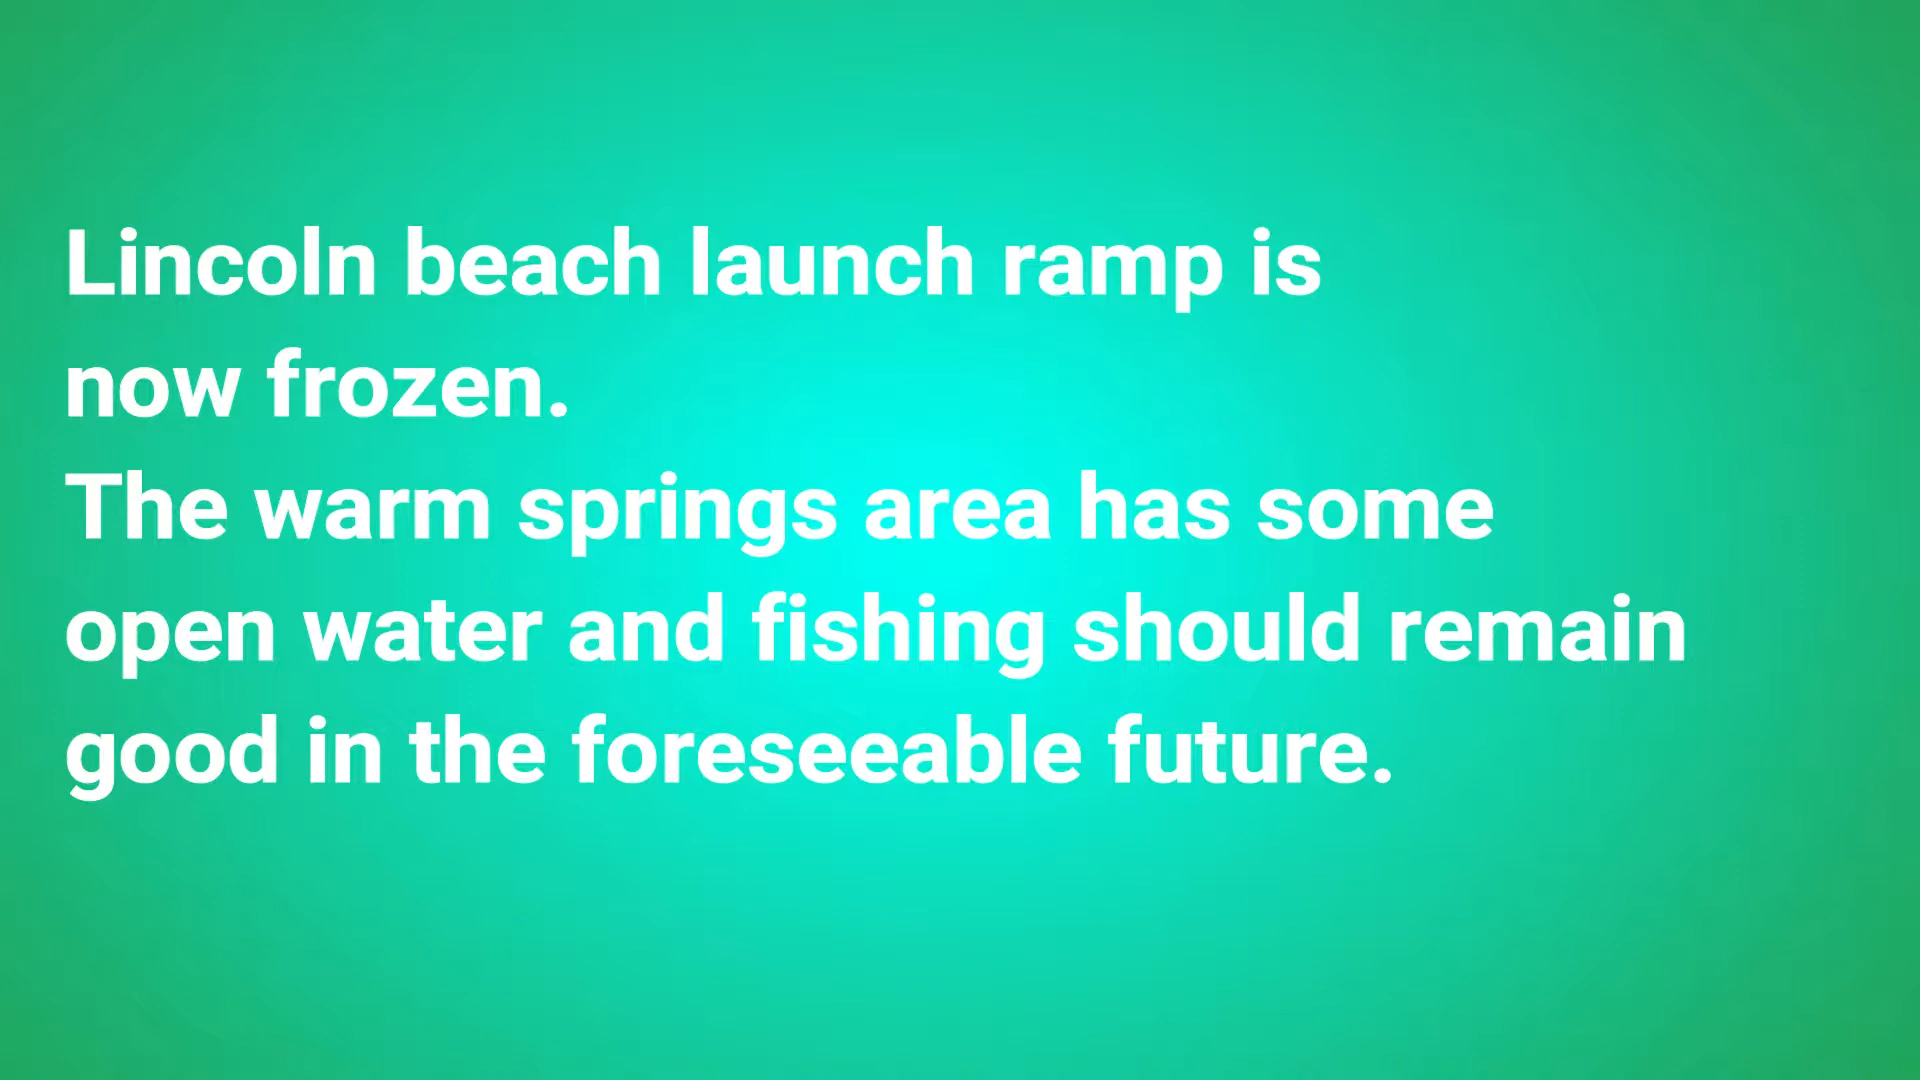 Lincoln beach launch ramp is
now frozen.
The warm springs area has some
open water and fishing should remain
good in the foreseeable future.